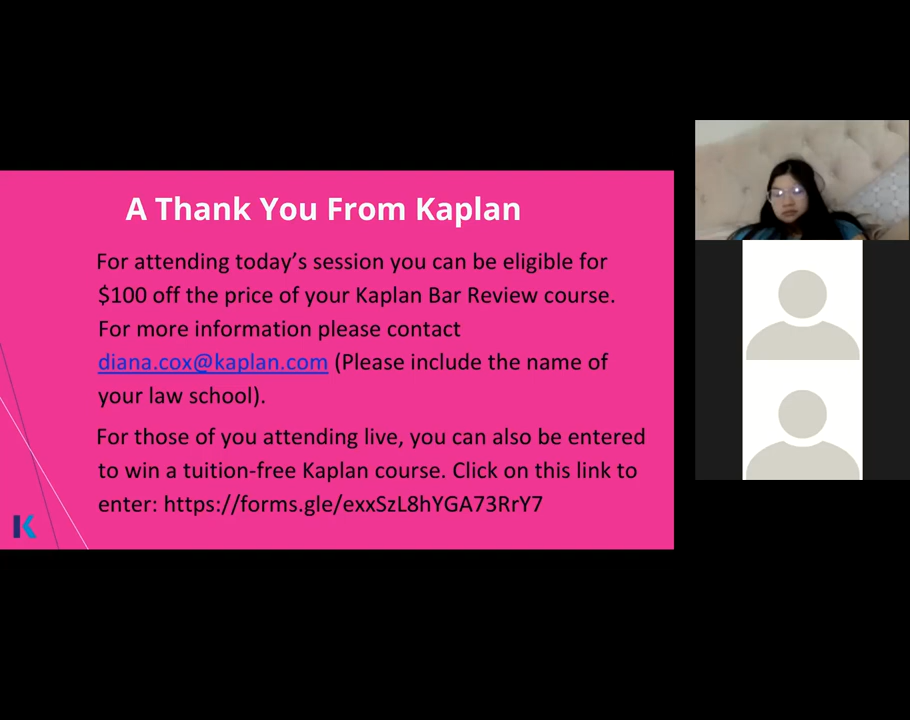 A Thank You From Kaplan
For attending today’s session you can be eligible for
$100 off the price of your Kaplan Bar Review course.
For more information please contact
diana.cox@kaplan.com (Please include the name of
your law school).
For those of you attending live, you can also be entered
to win a tuition-free Kaplan course. Click on this link to
enter: https://forms.gle/exxSzL8hYGA73RrY7
K